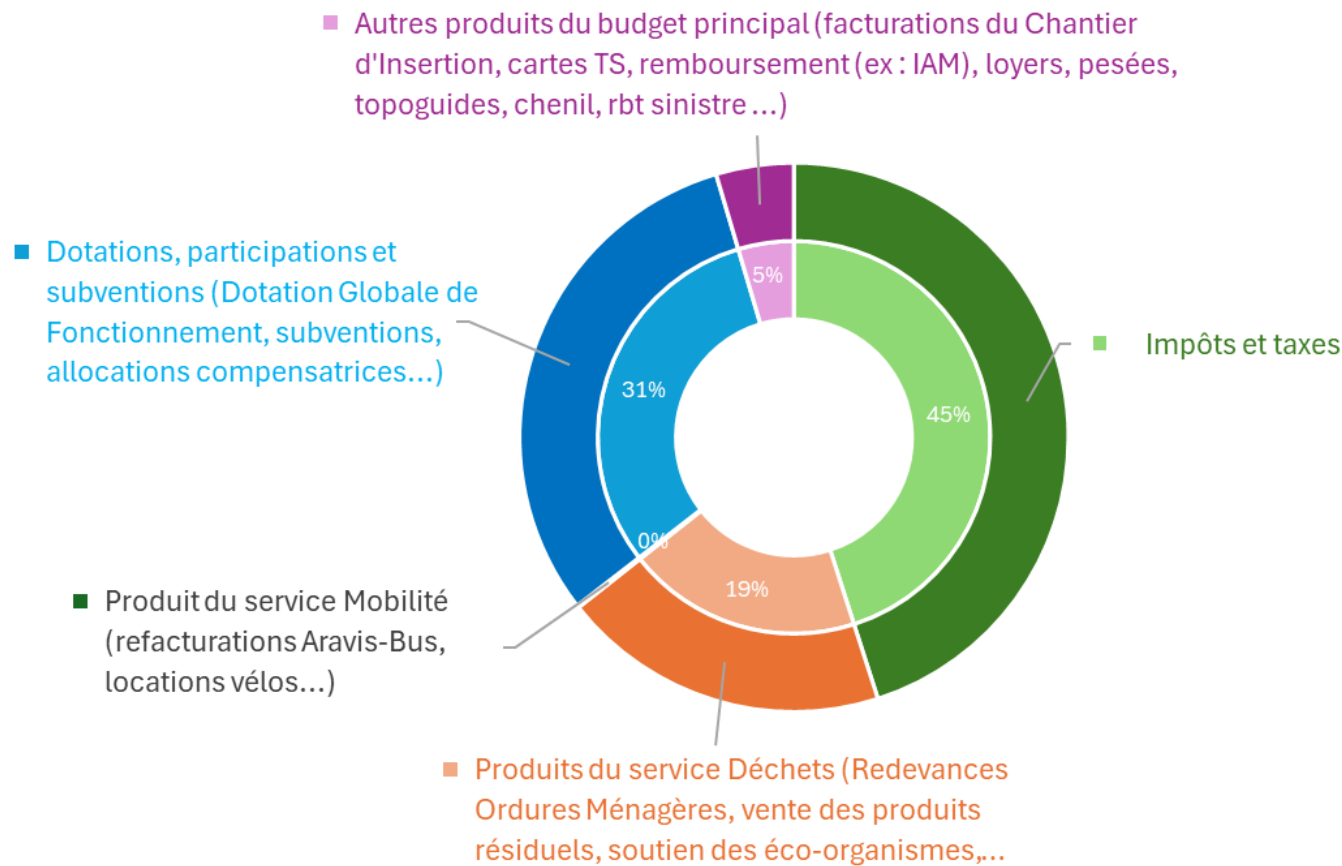 Autres produits du budget principal (facturations du Chantier
d'Insertion, cartes TS, remboursement (ex : IAM), loyers, pesées,
topoguides, chenil, rbt sinistre ...)
Dotations, participations et
subventions (Dotation Globale de
Fonctionnement, subventions,
allocations compensatrices...)
5%
31%
45%
Impôts et taxes
0%
19%
Produit du service Mobilité
(refacturations Aravis-Bus,
locations vélos...)
Produits du service Déchets (Redevances
Ordures Ménagères, vente des produits
résiduels, soutien des éco-organismes,...